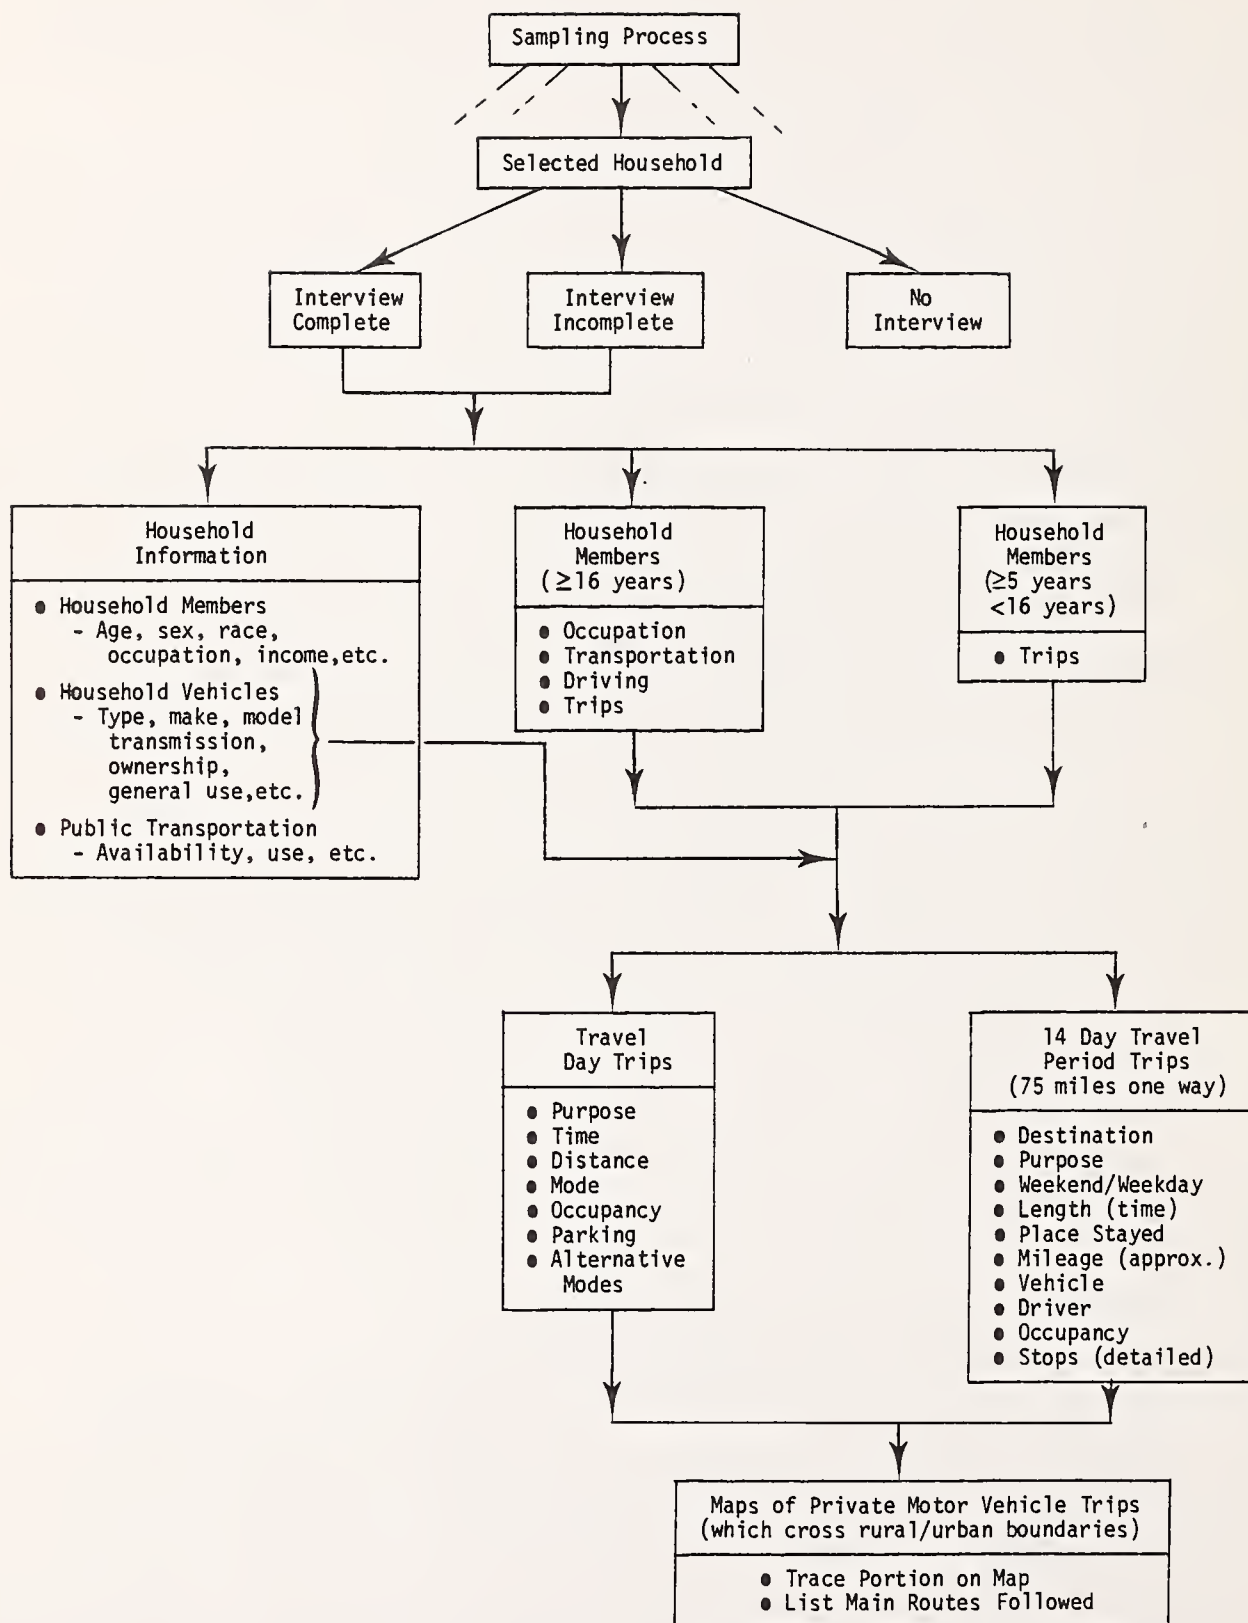 Sampling Process
Selected Household
Interview
Complete
Interview
Incomplete
No
Interview
Household
Information
● Household Members
- Age, sex, race,
occupation, income,etc.
● Household Vehicles
- Type, make, model
transmission,
ownership,
general use,etc.
● Public Transportation
- Availability, use, etc.
Household
Members
(≥16 years)
● Occupation
● Transportation
● Driving
● Trips
Household
Members
(≥5 years
<16 years)
● Trips
Travel
Day Trips
● Purpose
● Time
● Distance
● Mode
● Occupancy
● Parking
● Alternative
Modes
14 Day Travel
Period Trips
(75 miles one way)
● Destination
● Purpose
● Weekend/Weekday
● Length (time)
● Place Stayed
● Mileage (approx.)
● Vehicle
● Driver
● Occupancy
● Stops (detailed)
Maps of Private Motor Vehicle Trips
(which cross rural/urban boundaries)
● Trace Portion on Map
● List Main Routes Followed